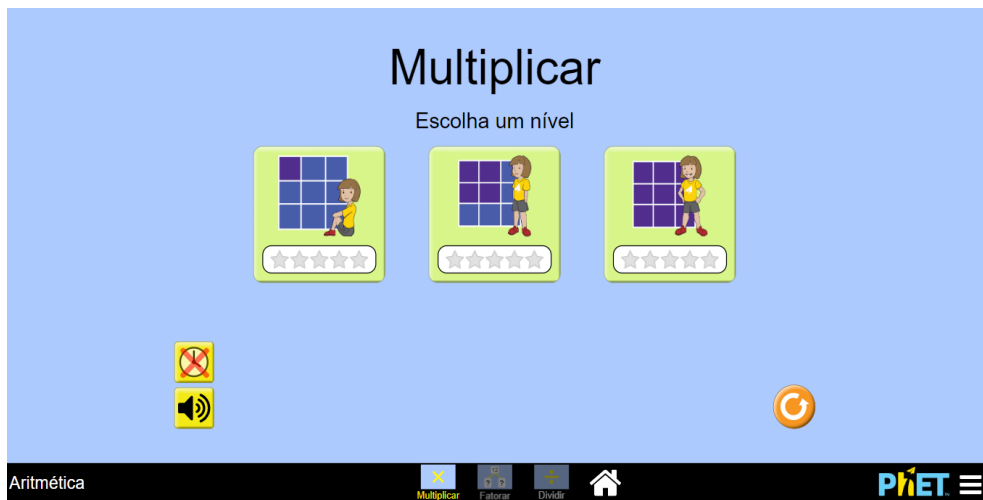 Multiplicar
Escolha um nível
Aritmética
Multiplicar
Fatorar
Dividir
PhET